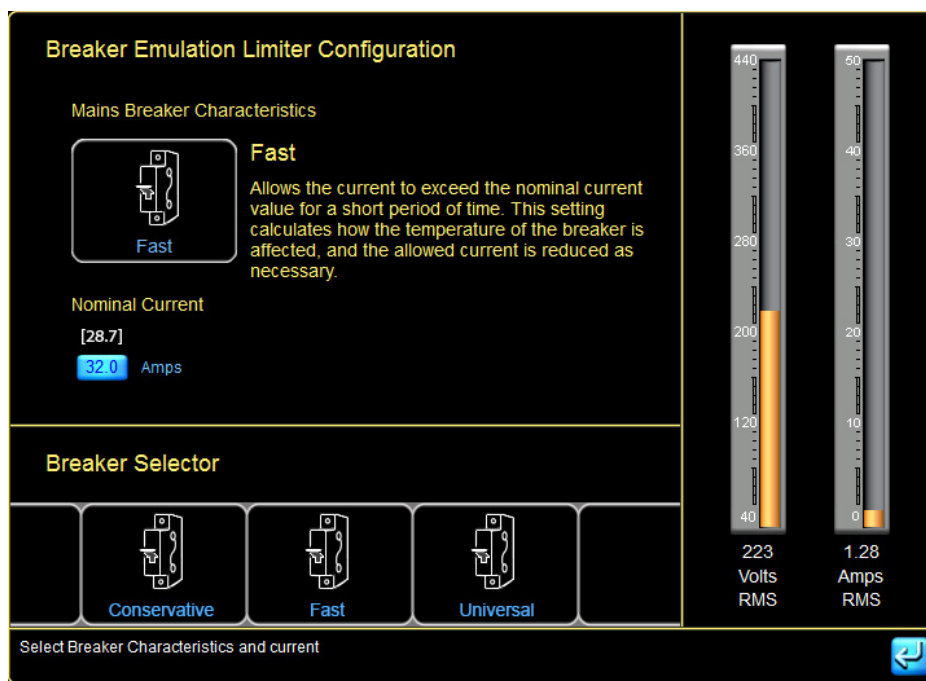 Breaker Emulation Limiter Configuration
Mains Breaker Characteristics
Fast
Fast
Allows the current to exceed the nominal current
value for a short period of time. This setting
calculates how the temperature of the breaker is
affected, and the allowed current is reduced as
necessary.
Nominal Current
[28.7]
32.0 Amps
Breaker Selector
Conservative
Fast
Universal
Select Breaker Characteristics and current
440
360
280
200
120
40
223
Volts
RMS
50
40
30
20
10
0
1.28
Amps
RMS